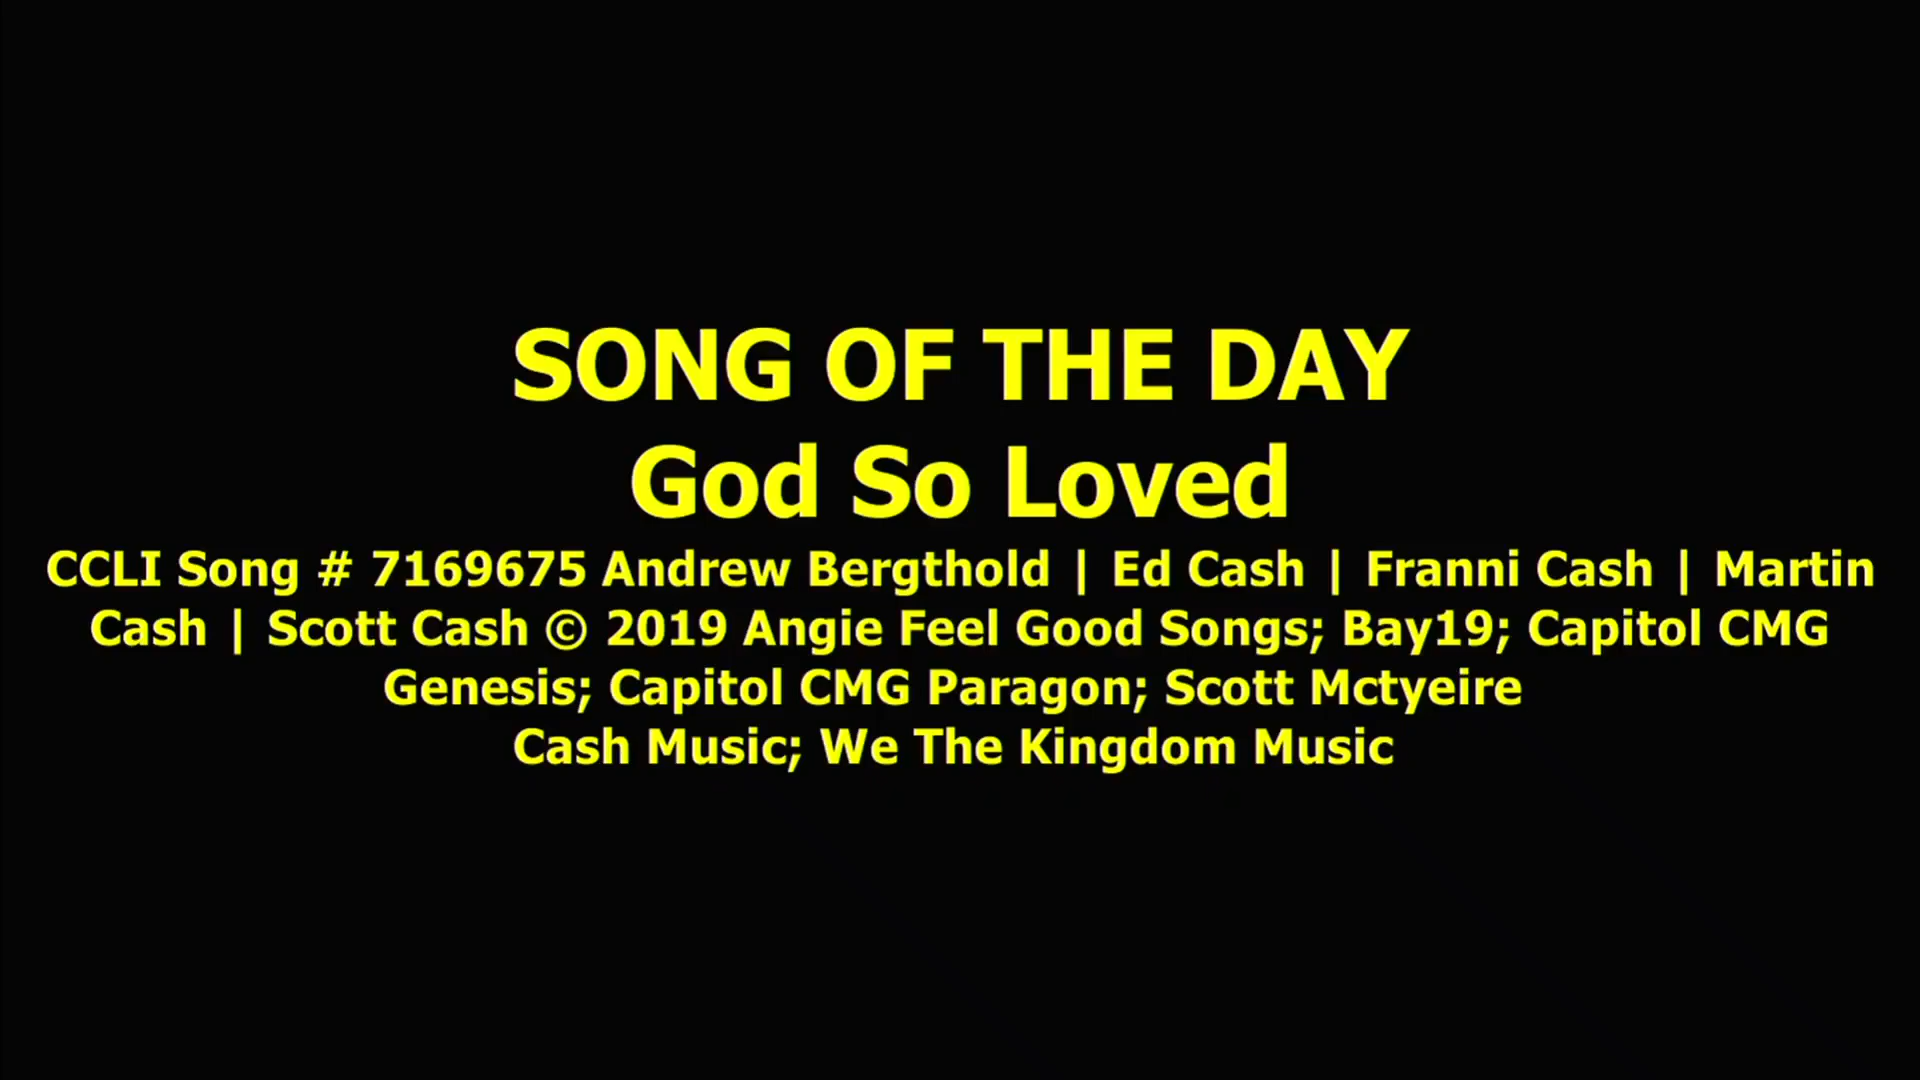 SONG OF THE DAY
God So Loved
CCLI Song # 7169675 Andrew Bergthold | Ed Cash | Franni Cash | Martin
Cash | Scott Cash © 2019 Angie Feel Good Songs; Bay19; Capitol CMG
Genesis; Capitol CMG Paragon; Scott Mctyeire
Cash Music; We The Kingdom Music